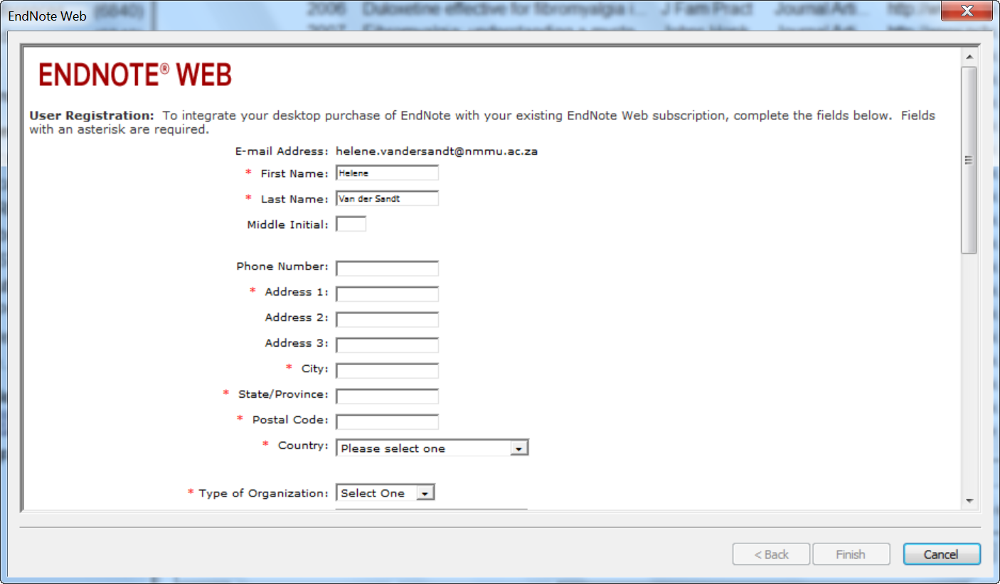 EndNote Web
(6840)
2006 Duloxetine effective for fibromyalgia i... J Fam Pract Journal Arti...
2007
ENDNOTE® WEB
User Registration: To integrate your desktop purchase of EndNote with your existing EndNote Web subscription, complete the fields below. Fields
with an asterisk are required.
E-mail Address: helene.vandersandt@nmmu.ac.za
* First Name: Helene
* Last Name: Van der Sandt
Middle Initial:
Phone Number:
* Address 1:
Address 2:
Address 3:
* City:
* State/Province:
* Postal Code:
* Country: Please select one
* Type of Organization: Select One
< Back Finish Cancel